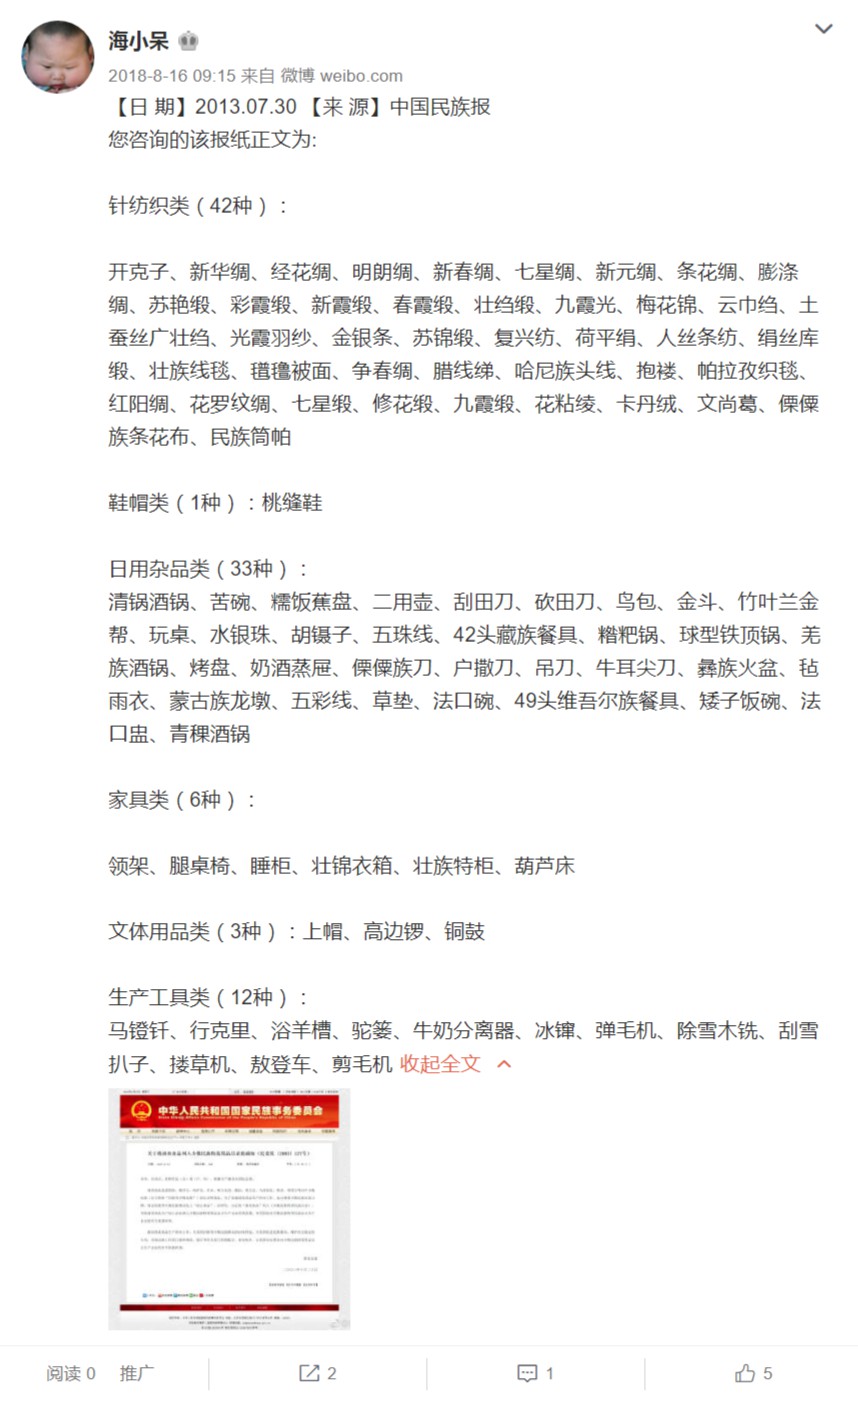 海小呆
2018-8-16 09:15 来自 微博 weibo.com
【日 期】2013.07.30 【来 源】中国民族报
您咨询的该报纸正文为:
针纺织类（42种）：
开克子、新华绸、经花绸、明朗绸、新春绸、七星绸、新元绸、条花绸、膨涤
绸、苏艳缎、彩霞缎、新霞缎、春霞缎、壮绉缎、九霞光、梅花锦、云巾绉、土
蚕丝广壮绉、光霞羽纱、金银条、苏锦缎、复兴纺、荷平绢、人丝条纺、绢丝库
缎、壮族线毯、氆氇被面、争春绸、腊线绨、哈尼族头线、抱褛、帕拉孜织毯、
红阳绸、花罗纹绸、七星缎、修花缎、九霞缎、花粘绫、卡丹绒、文尚葛、傈僳
族条花布、民族筒帕
鞋帽类（1种）：桃缝鞋
日用杂品类（33种）：
清锅酒锅、苦碗、糯饭蕉盘、二用壶、刮田刀、砍田刀、鸟包、金斗、竹叶兰金
帮、玩桌、水银珠、胡镊子、五珠线、42头藏族餐具、糌粑锅、球型铁顶锅、羌
族酒锅、烤盘、奶酒蒸屉、傈僳族刀、户撒刀、吊刀、牛耳尖刀、彝族火盆、毡
雨衣、蒙古族龙墩、五彩线、草垫、法口碗、49头维吾尔族餐具、矮子饭碗、法
口盅、青稞酒锅
家具类（6种）：
领架、腿桌椅、睡柜、壮锦衣箱、壮族特柜、葫芦床
文体用品类（3种）：上帽、高边锣、铜鼓
生产工具类（12种）：
马镫钎、行克里、浴羊槽、驼篓、牛奶分离器、冰镩、弹毛机、除雪木铣、刮雪
扒子、搂草机、敖登车、剪毛机 收起全文
中华人民共和国国家民族事务委员会
阅读 0 推广 2 1 5